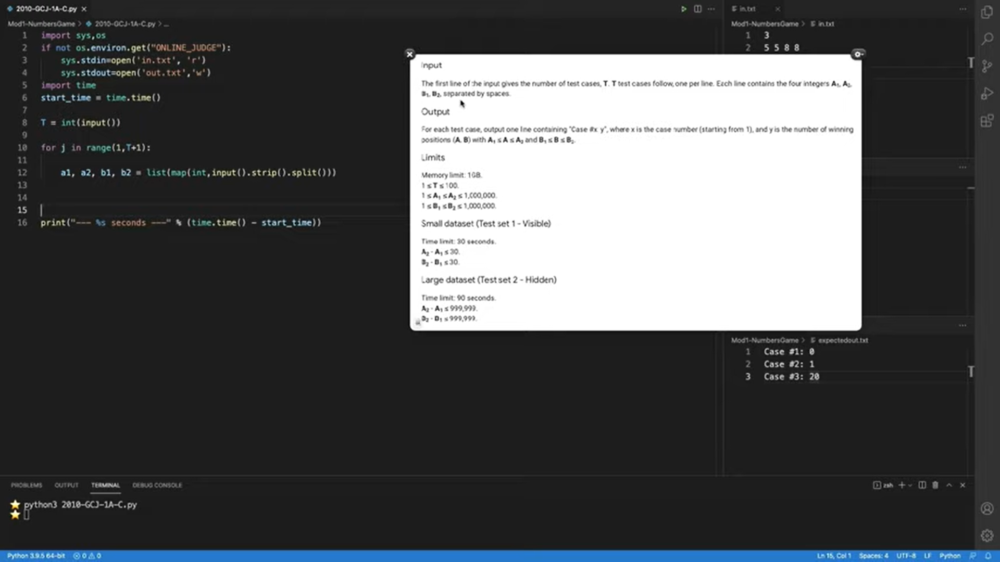 2010-GCJ-1A-C.py
Mod1-NumbersGame > 2010-GCJ-1A-C.py > ...
1 import sys,os
2 if not os.environ.get("ONLINE_JUDGE"):
3 sys.stdin=open('in.txt', 'r')
4 sys.stdout=open('out.txt','w')
5 import time
6 start_time = time.time()
7
8 T = int(input())
9
10 for j in range(1,T+1):
11
12 a1, a2, b1, b2 = list(map(int,input().strip().split()))
13
14
15
16 print("--- %s seconds ---" % (time.time() - start_time))
in.txt
Mod1-NumbersGame > in.txt
1 3
2 5 5 8 8
Input
The first line of the input gives the number of test cases, T. T test cases follow, one per line. Each line contains the four integers A1, A2,
B1, B2, separated by spaces.
Output
For each test case, output one line containing "Case #x: y", where x is the case number (starting from 1), and y is the number of winning
positions (A, B) with A1 ≤ A ≤ A2 and B1 ≤ B ≤ B2.
Limits
Memory limit: 1GB.
1 ≤ T ≤ 100.
1 ≤ A1 ≤ A2 ≤ 1,000,000.
1 ≤ B1 ≤ B2 ≤ 1,000,000.
Small dataset (Test set 1 - Visible)
Time limit: 30 seconds.
A2 - A1 ≤ 30.
B2 - B1 ≤ 30.
Large dataset (Test set 2 - Hidden)
Time limit: 90 seconds.
A2 - A1 ≤ 999,999.
B2 - B1 ≤ 999,999.
Mod1-NumbersGame > expectedout.txt
1 Case #1: 0
2 Case #2: 1
3 Case #3: 20
PROBLEMS OUTPUT TERMINAL DEBUG CONSOLE
zsh
python3 2010-GCJ-1A-C.py
Python 3.9.5 64-bit 0 0
Ln 15, Col 1 Spaces: 4 UTF-8 LF Python